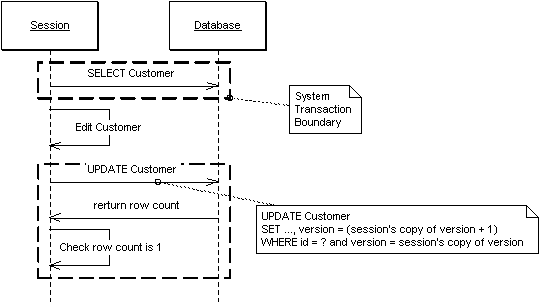 Session
Database
SELECT Customer
System
Transaction
Boundary
Edit Customer
UPDATE Customer
rerturn row count
UPDATE Customer
SET ..., version = (session's copy of version + 1)
WHERE id = ? and version = session's copy of version
Check row count is 1